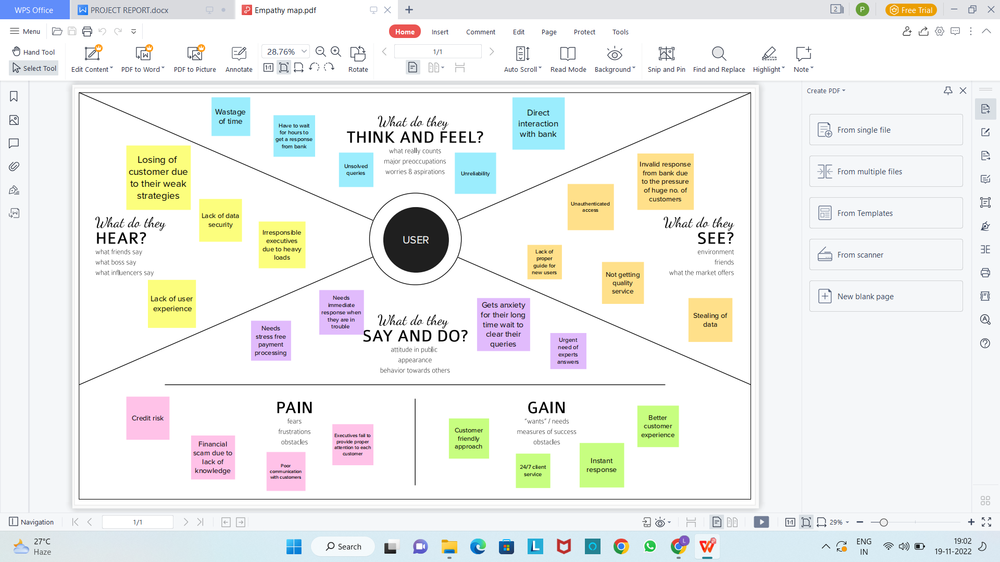 WPS Office
PROJECT REPORT.docx
Empathy map.pdf
2
P
Free Trial
Menu
Home
Insert
Comment
Edit
Page
Protect
Tools
Hand Tool
Select Tool
Edit Content
PDF to Word
PDF to Picture
Annotate
28.76%
1:1
Rotate
1/1
Auto Scroll
Read Mode
Background
Snip and Pin
Find and Replace
Highlight
Note
Create PDF
From single file
From multiple files
From Templates
From scanner
New blank page
Wastage
of time
Have to wait
for hours to
get a response
from bank
What do they
THINK AND FEEL?
what really counts
major preoccupations
worries & aspirations
Unsolved
queries
Unreliability
Direct
interaction
with bank
Losing of
customer due
to their weak
strategies
Lack of data
security
Irresponsible
executives
due to heavy
loads
What do they
HEAR?
what friends say
what boss say
what influencers say
Lack of user
experience
USER
Invalid response
from bank due
to the pressure
of huge no. of
customers
Unauthenticated
access
What do they
SEE?
environment
friends
what the market offers
Lack of
proper
guide for
new users
Not getting
quality
service
Stealing of
data
Needs
immediate
response when
they are in
trouble
Needs
stress free
payment
processing
What do they
SAY AND DO?
attitude in public
appearance
behavior towards others
Gets anxiety
for their long
time wait to
clear their
queries
Urgent
need of
experts
answers
Credit risk
Financial
scam due to
lack of
knowledge
PAIN
fears
frustrations
obstacles
Poor
communication
with customers
Executives fail to
provide proper
attention to each
customer
GAIN
"wants" / needs
measures of success
obstacles
Customer
friendly
approach
24/7 client
service
Instant
response
Better
customer
experience
Navigation
1/1
1:1
29%
27°C
Haze
Search
L
ENG
IN
19:02
19-11-2022